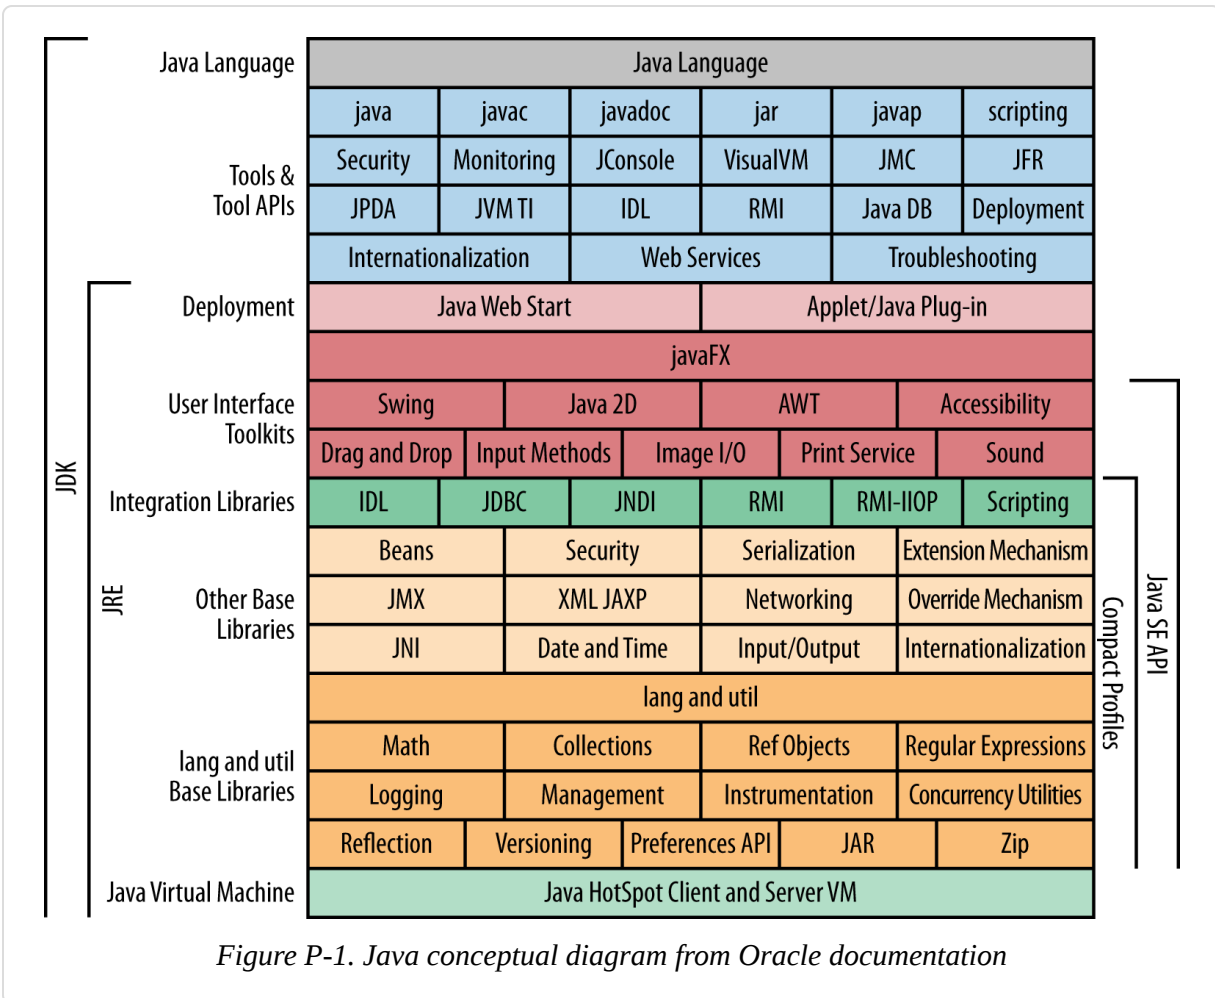 Java Language
Java Language
java
javac
javadoc
jar
javap
scripting
Security
Monitoring
JConsole
VisualVM
JMC
JFR
Tools &
Tool APIs
JPDA
JVM TI
IDL
RMI
Java DB
Deployment
Internationalization
Web Services
Troubleshooting
Deployment
Java Web Start
Applet/Java Plug-in
javaFX
User Interface
Toolkits
Swing
Java 2D
AWT
Accessibility
Drag and Drop
Input Methods
Image I/O
Print Service
Sound
Integration Libraries
IDL
JDBC
JNDI
RMI
RMI-IIOP
Scripting
Other Base
Libraries
Beans
Security
Serialization
Extension Mechanism
JMX
XML JAXP
Networking
Override Mechanism
JNI
Date and Time
Input/Output
Internationalization
lang and util
Base Libraries
lang and util
Math
Collections
Ref Objects
Regular Expressions
Logging
Management
Instrumentation
Concurrency Utilities
Reflection
Versioning
Preferences API
JAR
Zip
Java Virtual Machine
Java HotSpot Client and Server VM
JDK
JRE
Compact Profiles
Java SE API
Figure P-1. Java conceptual diagram from Oracle documentation